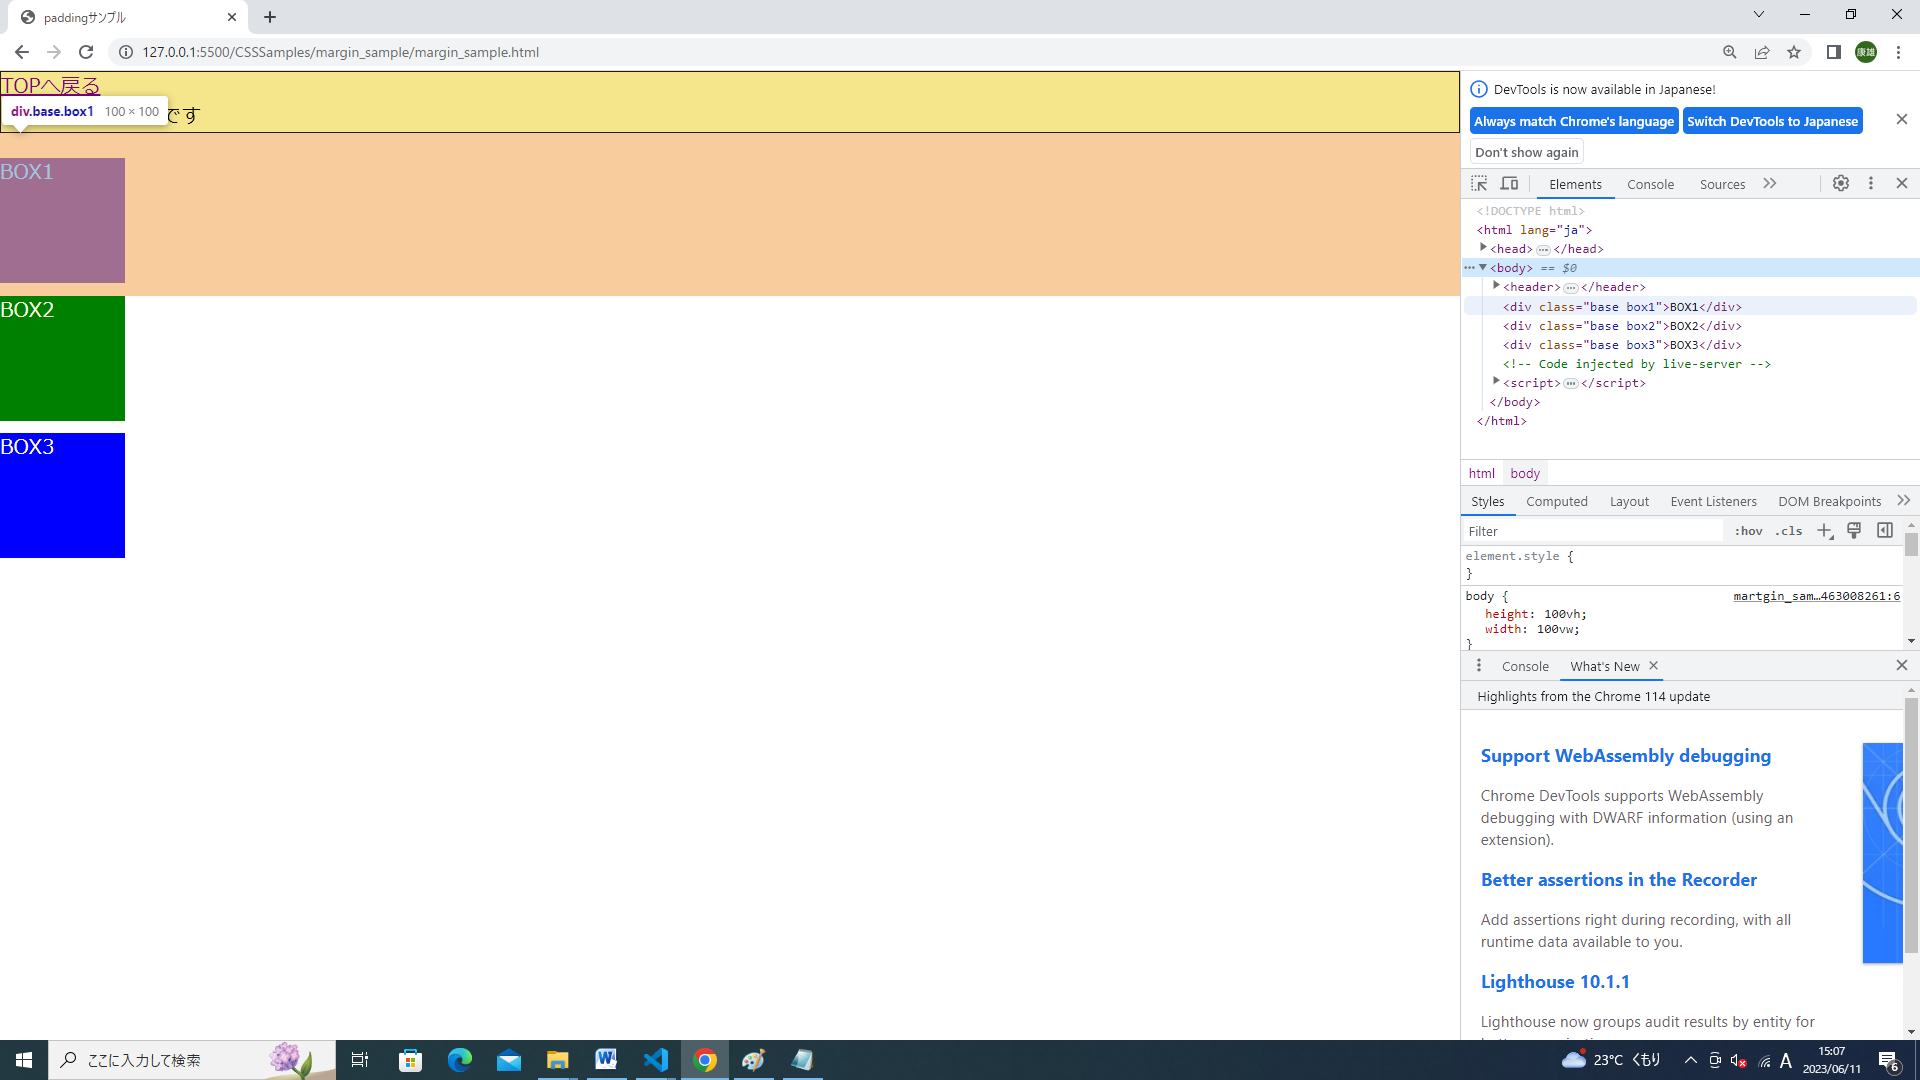 paddingサンプル
127.0.0.1:5500/CSSSamples/margin_sample/margin_sample.html
康雄
TOPへ戻る
div.base.box1 100 × 100
です
BOX1
BOX2
BOX3
DevTools is now available in Japanese!
Always match Chrome's language
Switch DevTools to Japanese
Don't show again
Elements
Console
Sources
<!DOCTYPE html>
<html lang="ja">
<head>…</head>
<body> == $0
<header>…</header>
<div class="base box1">BOX1</div>
<div class="base box2">BOX2</div>
<div class="base box3">BOX3</div>
<!-- Code injected by live-server -->
<script>…</script>
</body>
</html>
html body
Styles Computed Layout Event Listeners DOM Breakpoints
Filter
:hov .cls
element.style {
}
body {
martgin_sam…463008261:6
height: 100vh;
width: 100vw;
}
Console
What's New
Highlights from the Chrome 114 update
Support WebAssembly debugging
Chrome DevTools supports WebAssembly
debugging with DWARF information (using an
extension).
Better assertions in the Recorder
Add assertions right during recording, with all
runtime data available to you.
Lighthouse 10.1.1
Lighthouse now groups audit results by entity for
ここに入力して検索
23°C くもり
A
15:07
2023/06/11
6